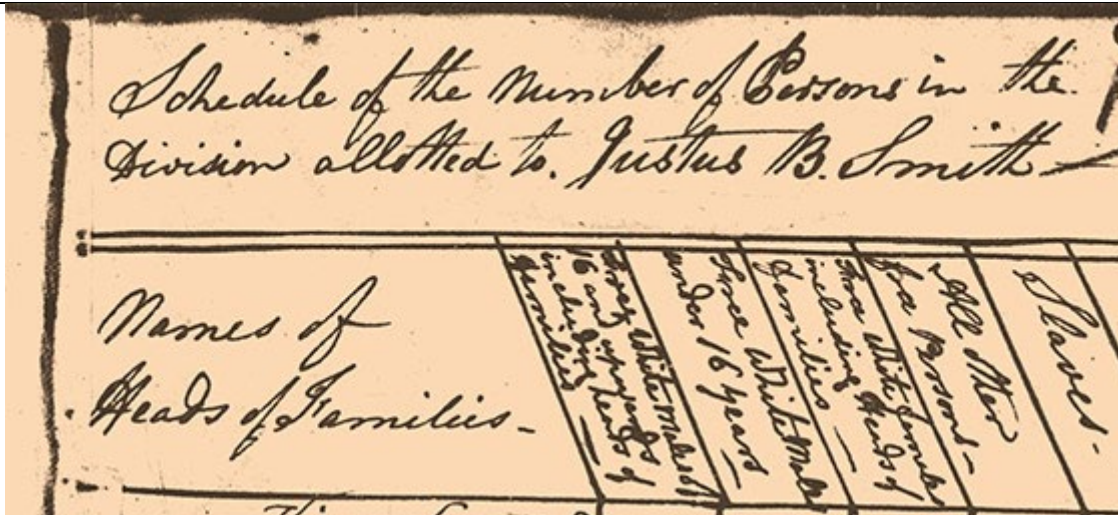 Schedule of the Number of Persons in the
Division allotted to. Justus B. Smith
Names of
Heads of Families.
Free White Males of
16 and upwards
including heads of
Families
Free White Males
under 16 years
Free White females
including Heads of
Families
All other
free Persons
Slaves